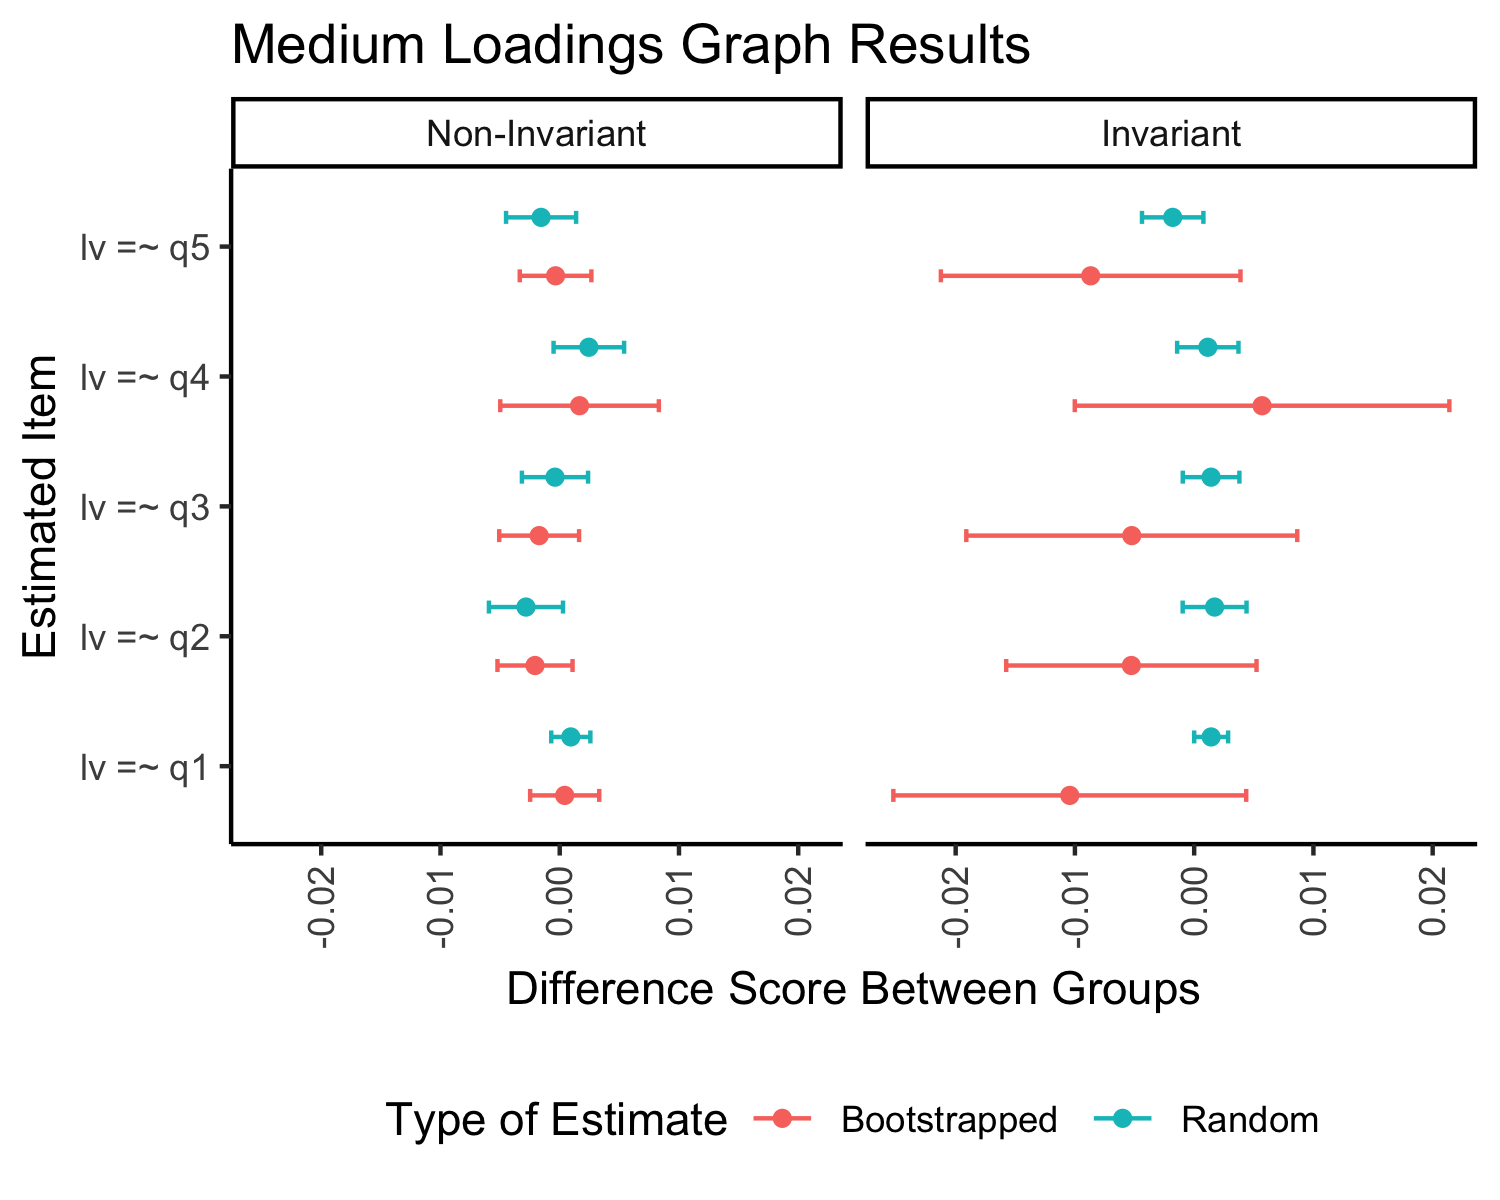 Medium Loadings Graph Results
Non-Invariant
Invariant
Estimated Item
lv =~ q5
lv =~ q4
lv =~ q3
lv =~ q2
lv =~ q1
-0.02
-0.01
0.00
0.01
0.02
-0.02
-0.01
0.00
0.01
0.02
Difference Score Between Groups
Type of Estimate Bootstrapped Random